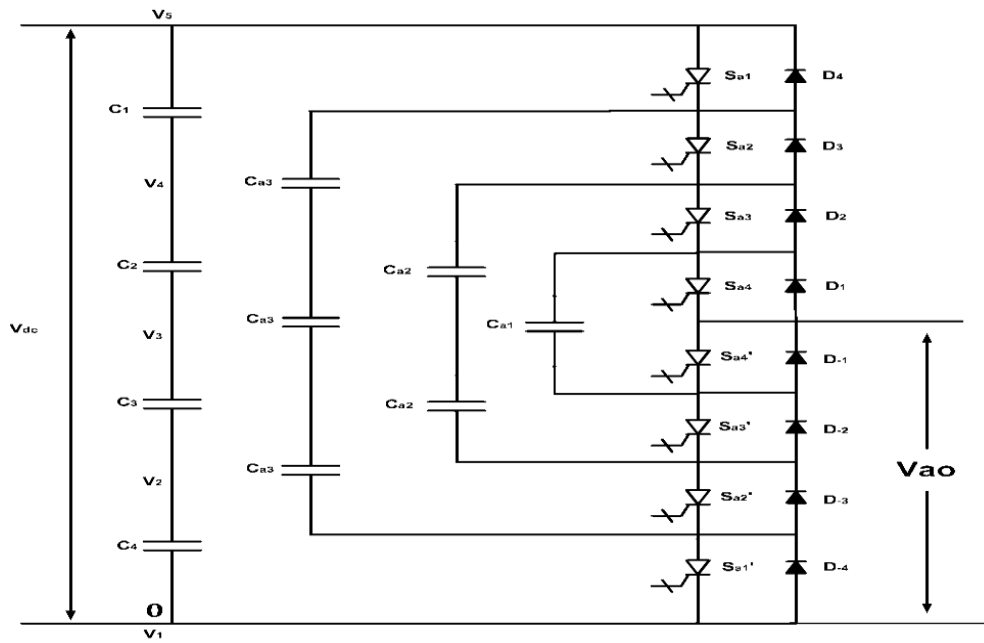 V5
Sa1
D4
C1
Sa2
D3
V4
Ca3
Sa3
D2
C2
Ca2
Sa4
D1
Vdc
V3
Ca3
Ca1
Sa4'
D-1
C3
Ca2
Sa3'
D-2
V2
Ca3
Sa2'
D-3
Vao
C4
Sa1'
D-4
0
V1